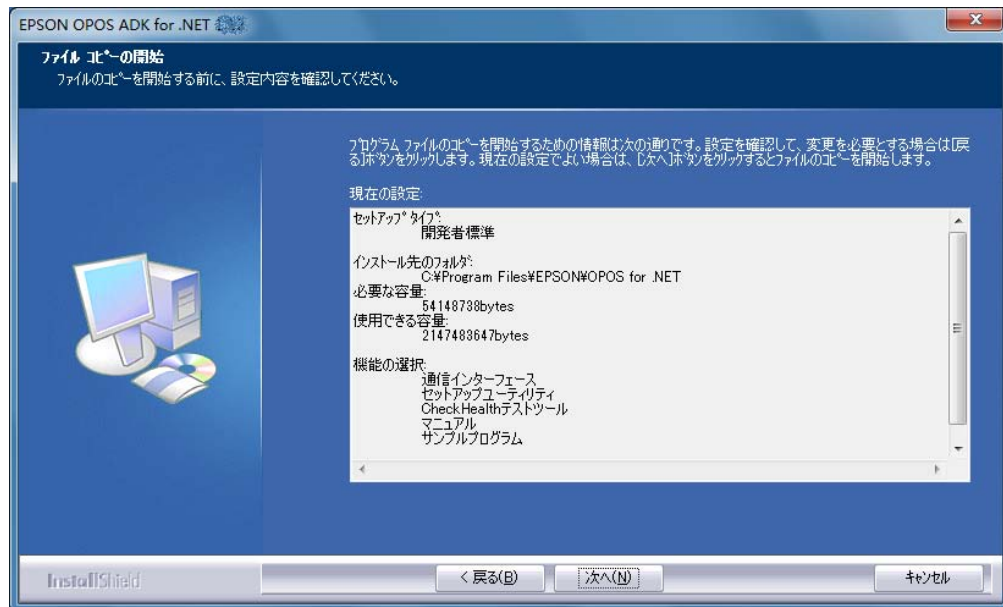 EPSON OPOS ADK for .NET
ファイル コピーの開始
ファイルのコピーを開始する前に、設定内容を確認してください。
プログラム ファイルのコピーを開始するための情報は次の通りです。設定を確認して、変更を必要とする場合は[戻
る]ボタンをクリックします。現在の設定でよい場合は、[次へ]ボタンをクリックするとファイルのコピーを開始します。
現在の設定:
セットアップ タイプ:
開発者標準
インストール先のフォルダ:
C:¥Program Files¥EPSON¥OPOS for .NET
必要な容量:
54148738bytes
使用できる容量:
2147483647bytes
機能の選択:
通信インターフェース
セットアップユーティリティ
CheckHealthテストツール
マニュアル
サンプルプログラム
InstallShield
< 戻る(B)
次へ(N)
キャンセル